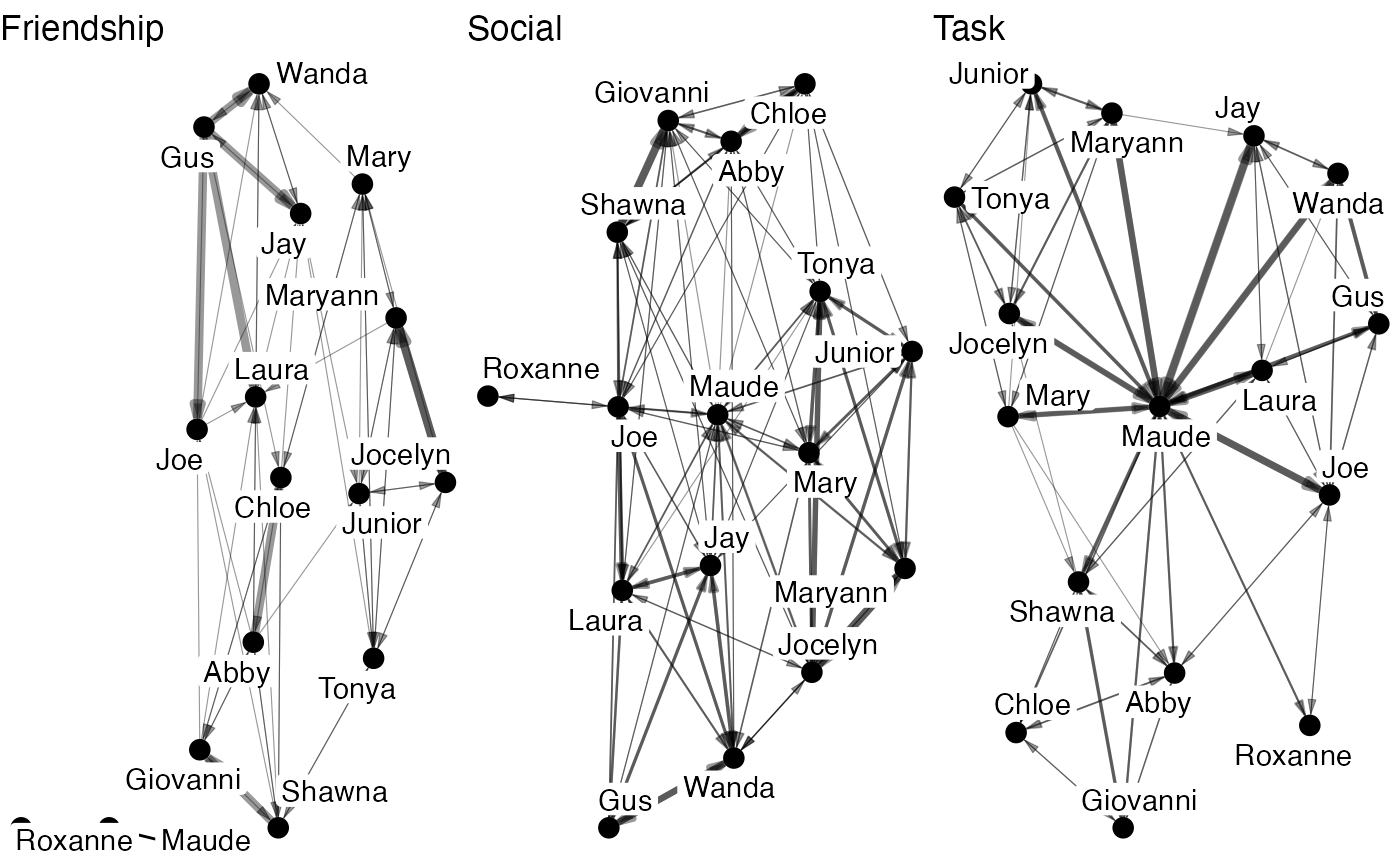 Friendship
Wanda
Gus
Mary
Jay
Maryann
Laura
Joe
Jocelyn
Chloe
Junior
Abby
Tonya
Giovanni
Shawna
Roxanne
Maude
Social
Giovanni
Chloe
Abby
Shawna
Tonya
Junior
Roxanne
Maude
Joe
Mary
Jay
Maryann
Laura
Jocelyn
Wanda
Gus
Task
Junior
Jay
Maryann
Tonya
Wanda
Gus
Jocelyn
Mary
Laura
Maude
Joe
Shawna
Chloe
Abby
Roxanne
Giovanni